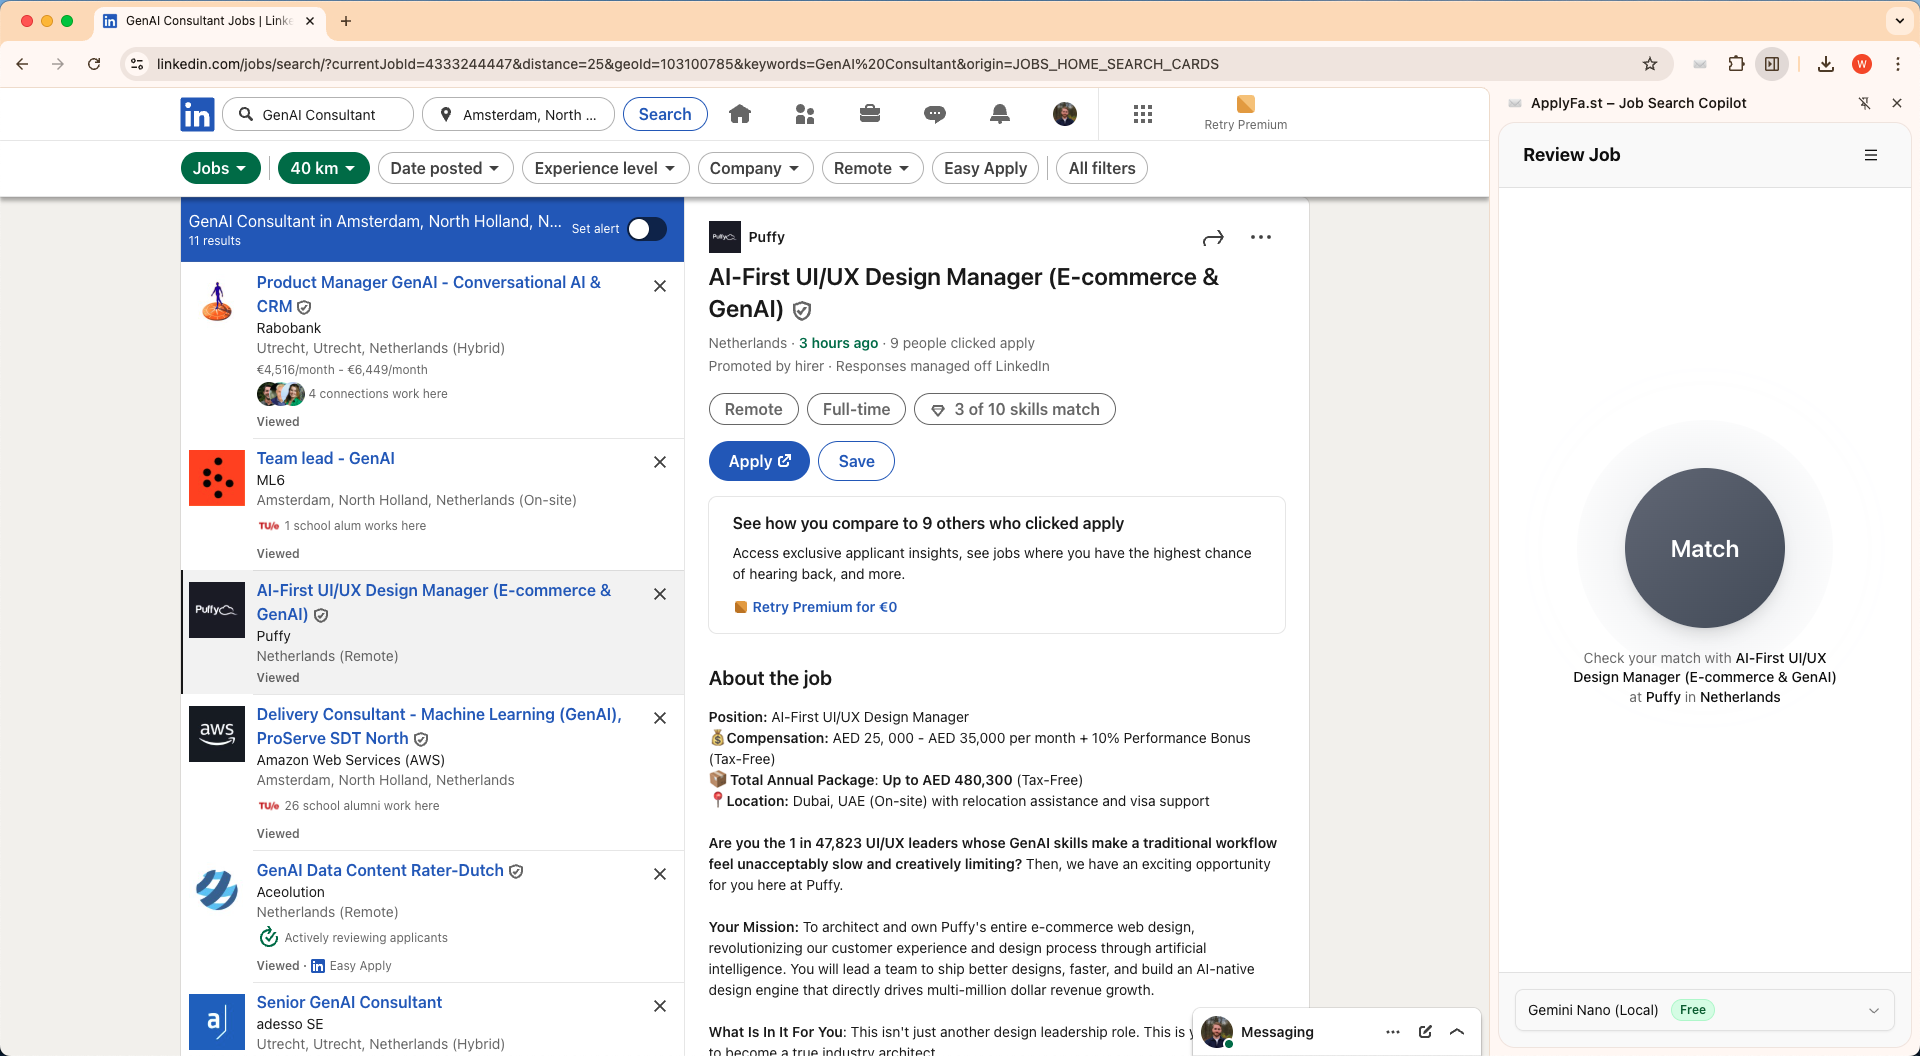 GenAI Consultant Jobs | Linke
linkedin.com/jobs/search/?currentJobId=4333244447&distance=25&geoId=103100785&keywords=GenAI%20Consultant&origin=JOBS_HOME_SEARCH_CARDS
W
in
GenAI Consultant
Amsterdam, North ...
Search
Retry Premium
Jobs
40 km
Date posted
Experience level
Company
Remote
Easy Apply
All filters
GenAI Consultant in Amsterdam, North Holland, N...
11 results
Set alert
Product Manager GenAI - Conversational AI &
CRM
Rabobank
Utrecht, Utrecht, Netherlands (Hybrid)
€4,516/month - €6,449/month
4 connections work here
Viewed
Team lead - GenAI
ML6
Amsterdam, North Holland, Netherlands (On-site)
TU/e 1 school alum works here
Viewed
Puffy
AI-First UI/UX Design Manager (E-commerce &
GenAI)
Puffy
Netherlands (Remote)
Viewed
aws
Delivery Consultant - Machine Learning (GenAI),
ProServe SDT North
Amazon Web Services (AWS)
Amsterdam, North Holland, Netherlands
TU/e 26 school alumni work here
Viewed
GenAI Data Content Rater-Dutch
Aceolution
Netherlands (Remote)
Actively reviewing applicants
Viewed · in Easy Apply
a
Senior GenAI Consultant
adesso SE
Utrecht, Utrecht, Netherlands (Hybrid)
Puffy
Puffy
AI-First UI/UX Design Manager (E-commerce &
GenAI)
Netherlands · 3 hours ago · 9 people clicked apply
Promoted by hirer · Responses managed off LinkedIn
Remote
Full-time
3 of 10 skills match
Apply
Save
See how you compare to 9 others who clicked apply
Access exclusive applicant insights, see jobs where you have the highest chance
of hearing back, and more.
Retry Premium for €0
About the job
Position: AI-First UI/UX Design Manager
💰Compensation: AED 25, 000 - AED 35,000 per month + 10% Performance Bonus
(Tax-Free)
📦 Total Annual Package: Up to AED 480,300 (Tax-Free)
📍Location: Dubai, UAE (On-site) with relocation assistance and visa support
Are you the 1 in 47,823 UI/UX leaders whose GenAI skills make a traditional workflow
feel unacceptably slow and creatively limiting? Then, we have an exciting opportunity
for you here at Puffy.
Your Mission: To architect and own Puffy's entire e-commerce web design,
revolutionizing our customer experience and design process through artificial
intelligence. You will lead a team to ship better designs, faster, and build an AI-native
design engine that directly drives multi-million dollar revenue growth.
What Is In It For You: This isn't just another design leadership role. This is
to become a true industry architect
Messaging
ApplyFa.st – Job Search Copilot
Review Job
Match
Check your match with AI-First UI/UX
Design Manager (E-commerce & GenAI)
at Puffy in Netherlands
Gemini Nano (Local)
Free